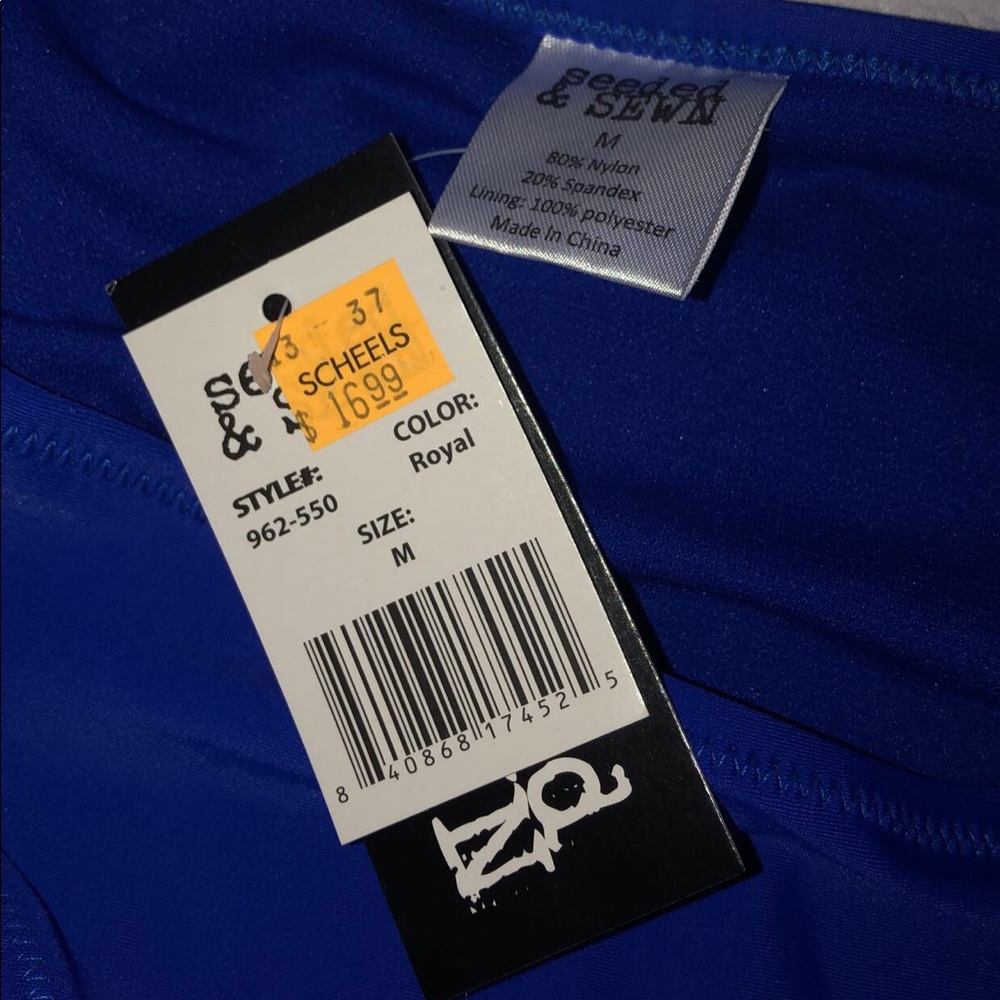 seeded
& SEWN
M
80% Nylon
20% Spandex
Lining: 100% polyester
Made In China
37
SCHEELS
$ 16.99
se
&
STYLE#:
962-550
COLOR:
Royal
SIZE:
M
8 40868 17452 5